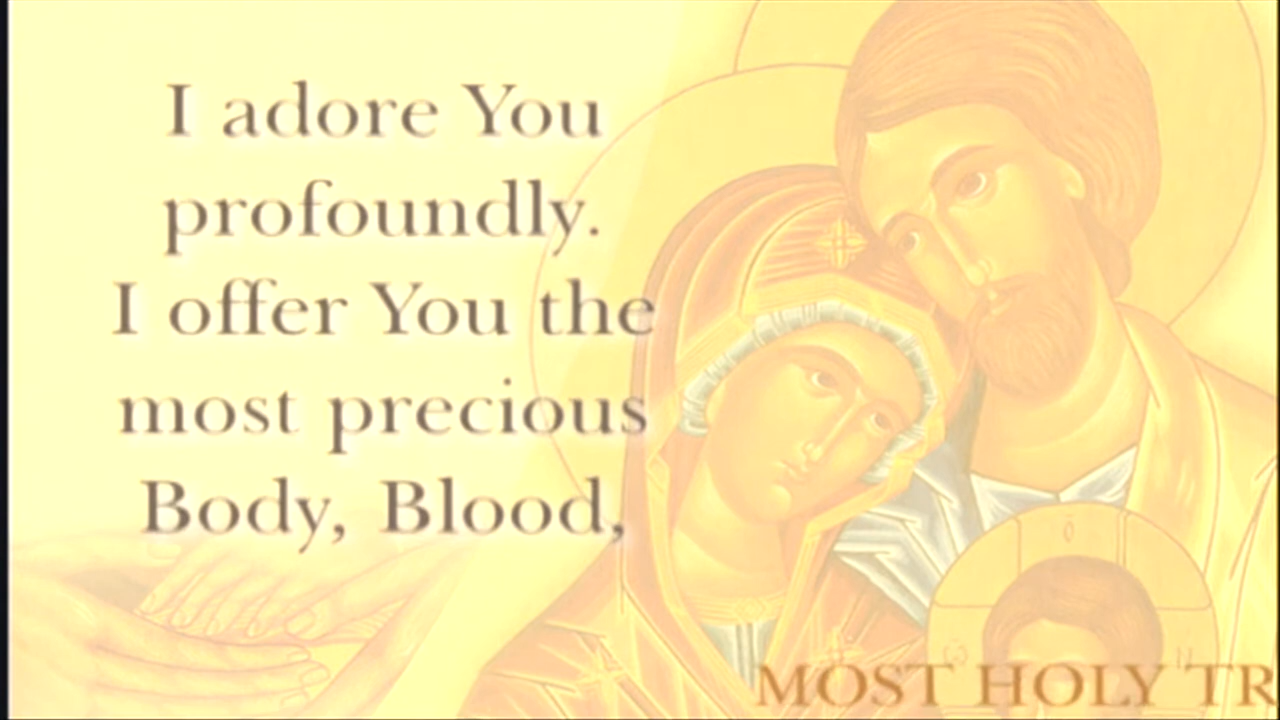 I adore You
profoundly.
I offer You the
most precious
Body, Blood,
MOST HOLY TR